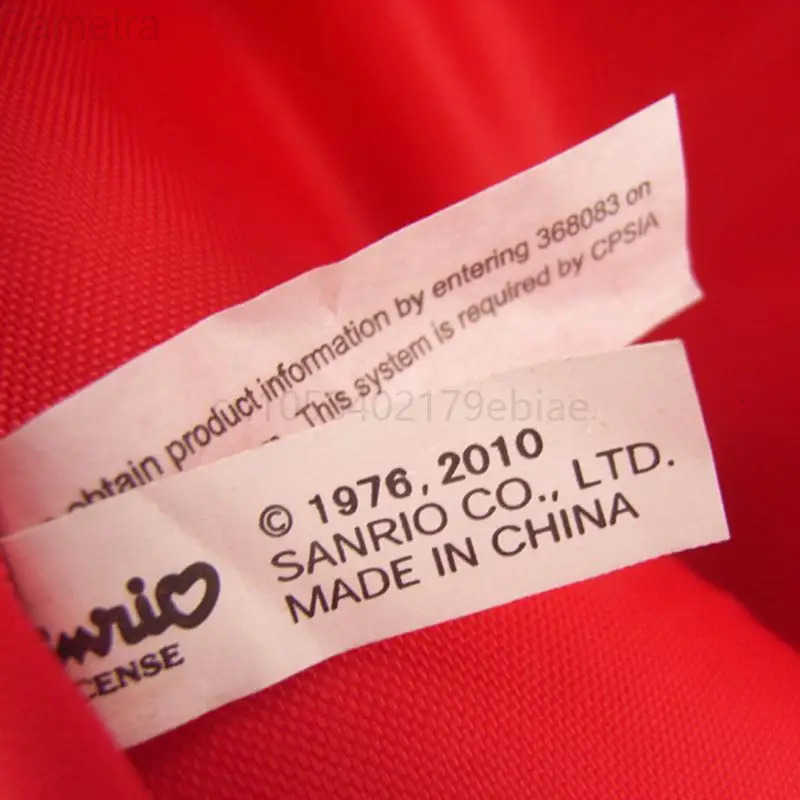 obtain product information by entering 368083 on
This system is required by CPSIA
© 1976, 2010
SANRIO CO., LTD.
MADE IN CHINA